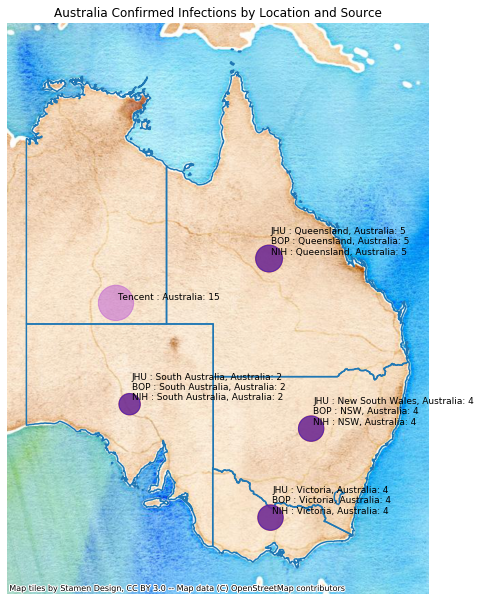 Australia Confirmed Infections by Location and Source
JHU : Queensland, Australia: 5
BOP : Queensland, Australia: 5
NIH : Queensland, Australia: 5
Tencent : Australia: 15
JHU : South Australia, Australia: 2
BOP : South Australia, Australia: 2
NIH : South Australia, Australia: 2
JHU : New South Wales, Australia: 4
BOP : NSW, Australia: 4
NIH : NSW, Australia: 4
JHU : Victoria, Australia: 4
BOP : Victoria, Australia: 4
NIH : Victoria, Australia: 4
Map tiles by Stamen Design, CC BY 3.0 -- Map data (C) OpenStreetMap contributors